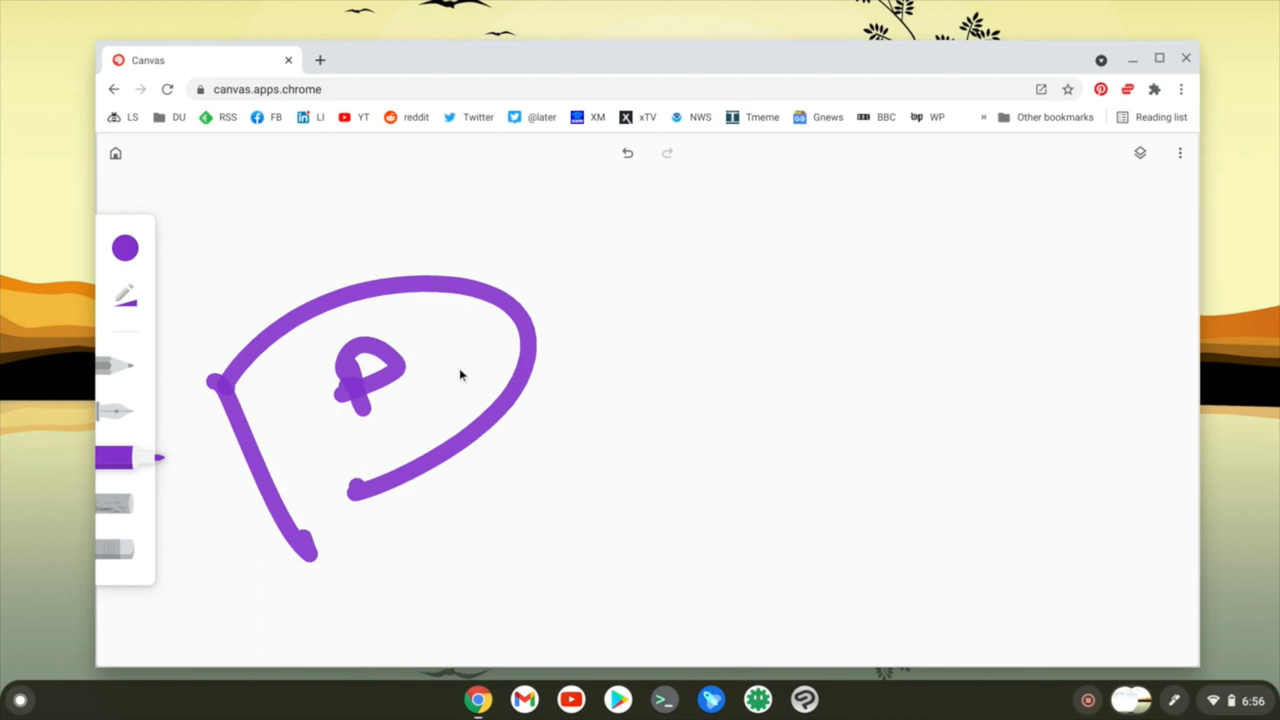 Canvas
canvas.apps.chrome
LS DU RSS FB LI YT reddit Twitter @later XM xTV NWS Tmeme Gnews BBC WP » Other bookmarks Reading list
P
6:56